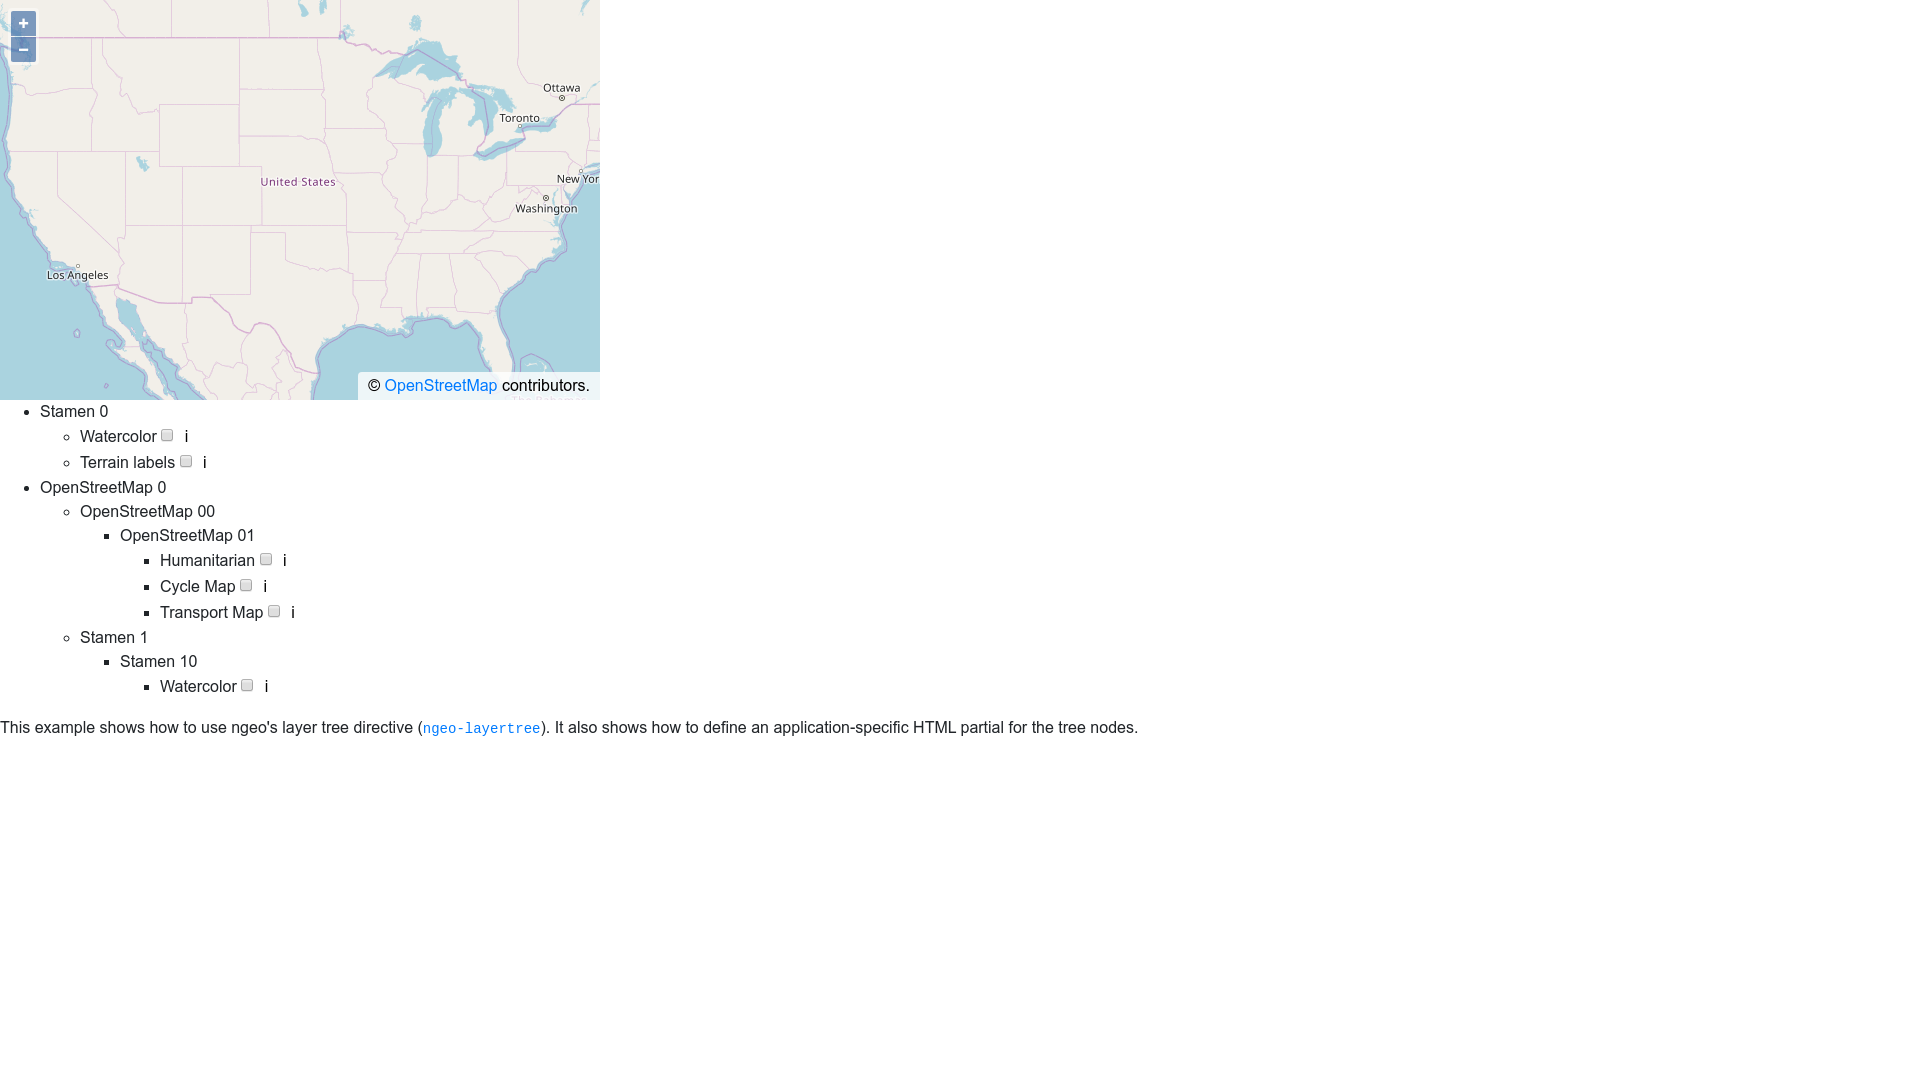 +
−
Ottawa
Toronto
New Yor
United States
Washington
Los Angeles
© OpenStreetMap contributors.
Stamen 0
Watercolor i
Terrain labels i
OpenStreetMap 0
OpenStreetMap 00
OpenStreetMap 01
Humanitarian i
Cycle Map i
Transport Map i
Stamen 1
Stamen 10
Watercolor i
This example shows how to use ngeo's layer tree directive (ngeo-layertree). It also shows how to define an application-specific HTML partial for the tree nodes.